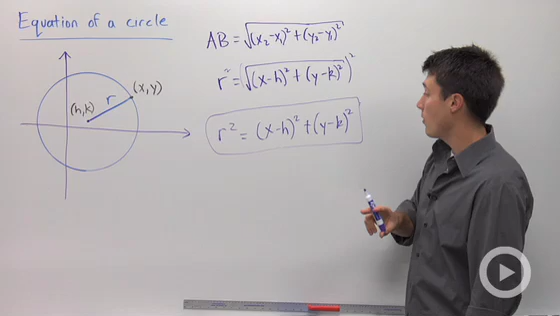 Equation of a circle
AB = √(x₂-x₁)² + (y₂-y₁)²
r² = (√(x-h)² + (y-k)²)²
r² = (x-h)² + (y-k)²
(x,y)
r
(h,k)